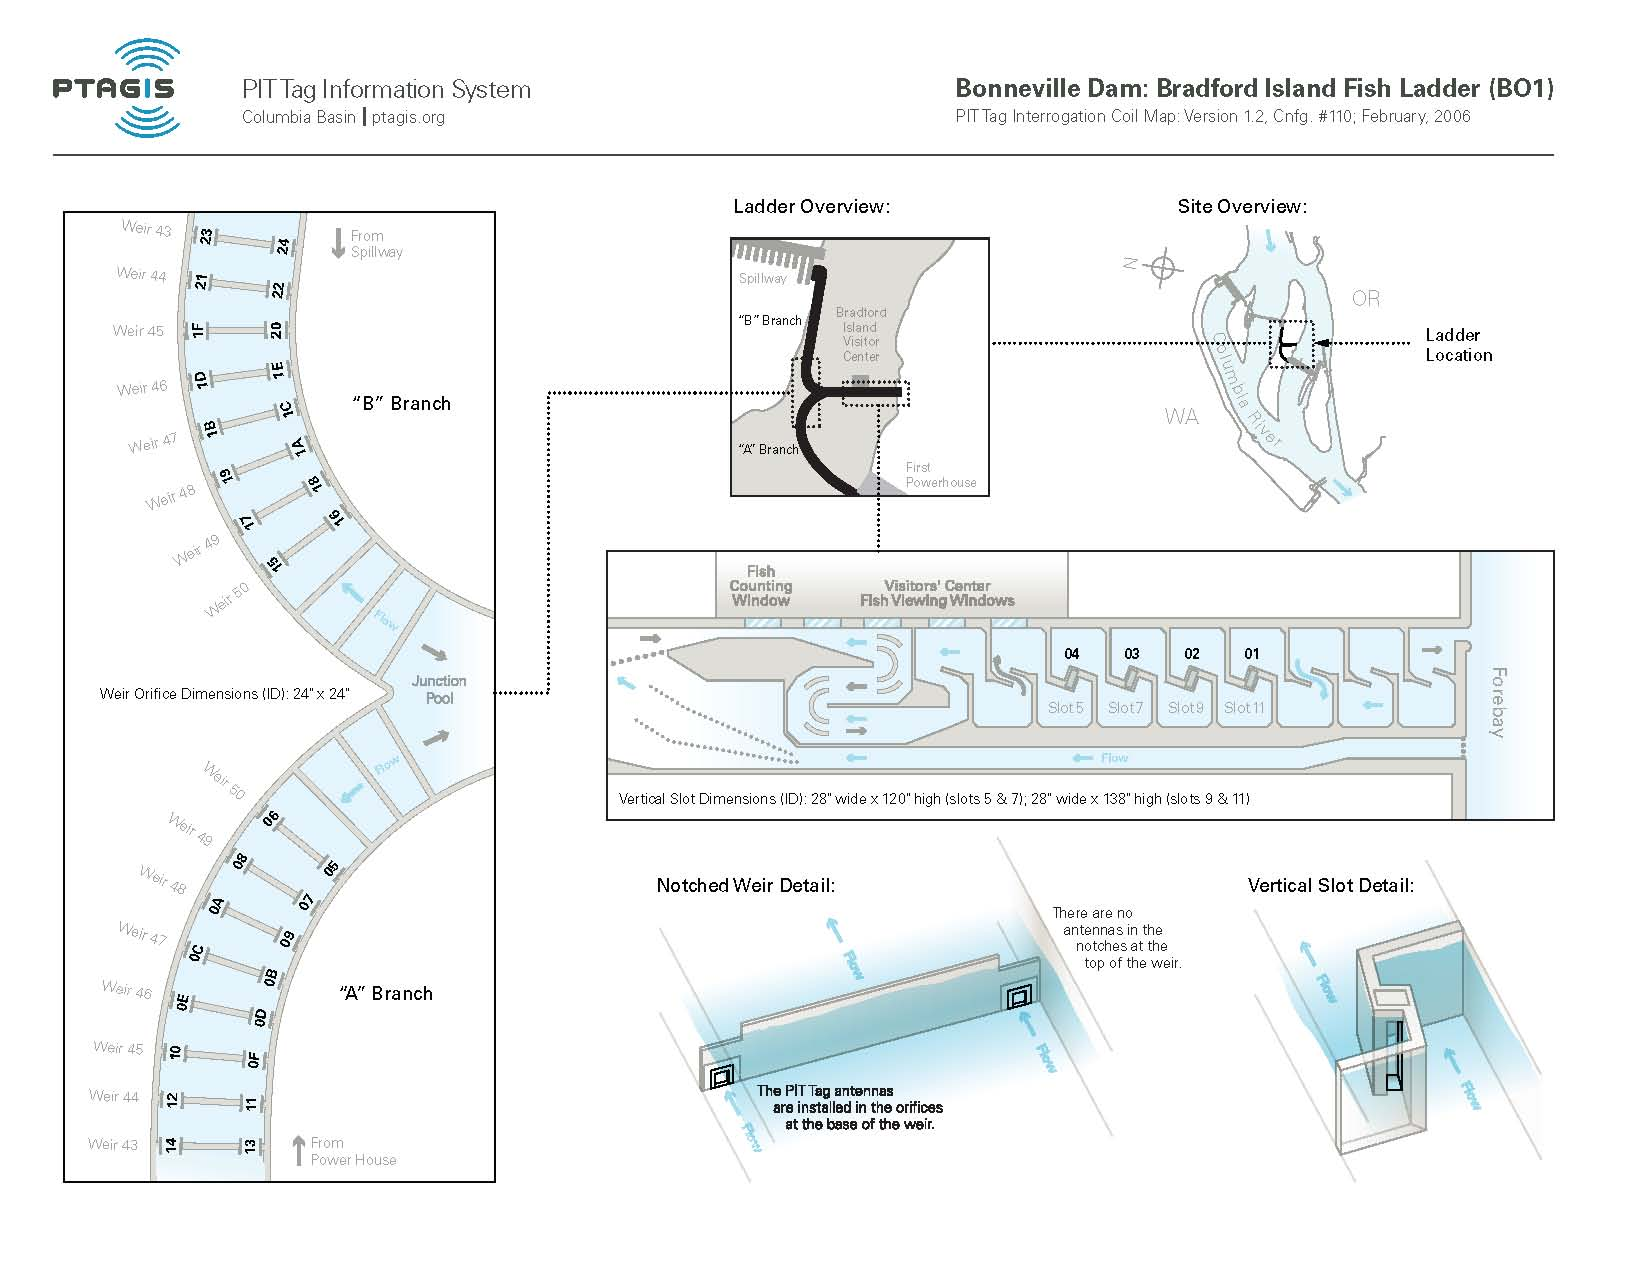 PTAGIS
PIT Tag Information System
Columbia Basin | ptagis.org
Bonneville Dam: Bradford Island Fish Ladder (BO1)
PIT Tag Interrogation Coil Map: Version 1.2, Cnfg. #110; February, 2006
Weir 43
23
24
From
Spillway
Weir 44
21
22
Weir 45
1F
20
Weir 46
1D
1E
"B" Branch
Weir 47
1B
1C
Weir 48
19
1A
Weir 49
17
18
Weir 50
15
16
Flow
Junction
Pool
Weir Orifice Dimensions (ID): 24" x 24"
Flow
Weir 50
06
05
Weir 49
08
07
Weir 48
0A
09
Weir 47
0C
0B
Weir 46
0E
0D
"A" Branch
Weir 45
10
0F
Weir 44
12
11
Weir 43
14
13
From
Power House
Ladder Overview:
Spillway
"B" Branch
Bradford
Island
Visitor
Center
"A" Branch
First
Powerhouse
Site Overview:
N
OR
Ladder
Location
Columbia River
WA
Fish
Counting
Window
Visitors' Center
Fish Viewing Windows
04
03
02
01
Slot 5
Slot 7
Slot 9
Slot 11
Forebay
Flow
Vertical Slot Dimensions (ID): 28" wide x 120" high (slots 5 & 7); 28" wide x 138" high (slots 9 & 11)
Notched Weir Detail:
There are no
antennas in the
notches at the
top of the weir.
Flow
Flow
The PIT Tag antennas
are installed in the orifices
at the base of the weir.
Flow
Vertical Slot Detail:
Flow
Flow